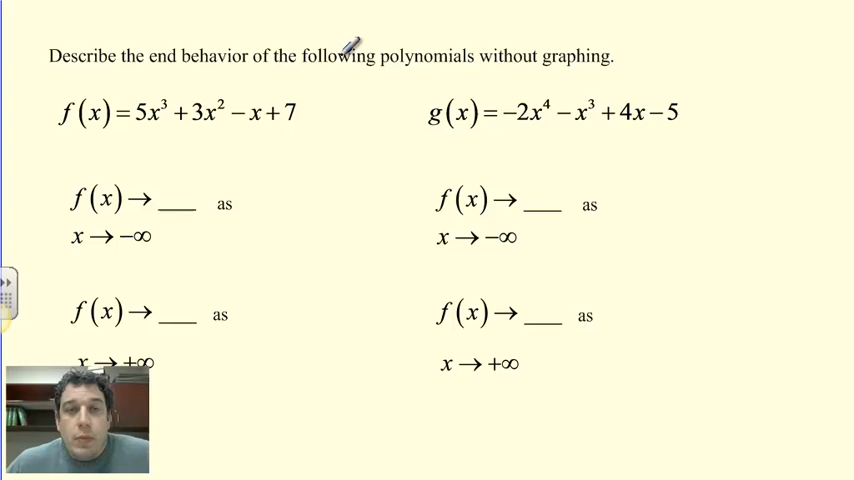 Describe the end behavior of the following polynomials without graphing.
f(x) = 5x³ + 3x² − x + 7
g(x) = −2x⁴ − x³ + 4x − 5
f(x) → ___ as
x → −∞
f(x) → ___ as
x → −∞
f(x) → ___ as
x → +∞
f(x) → ___ as
x → +∞